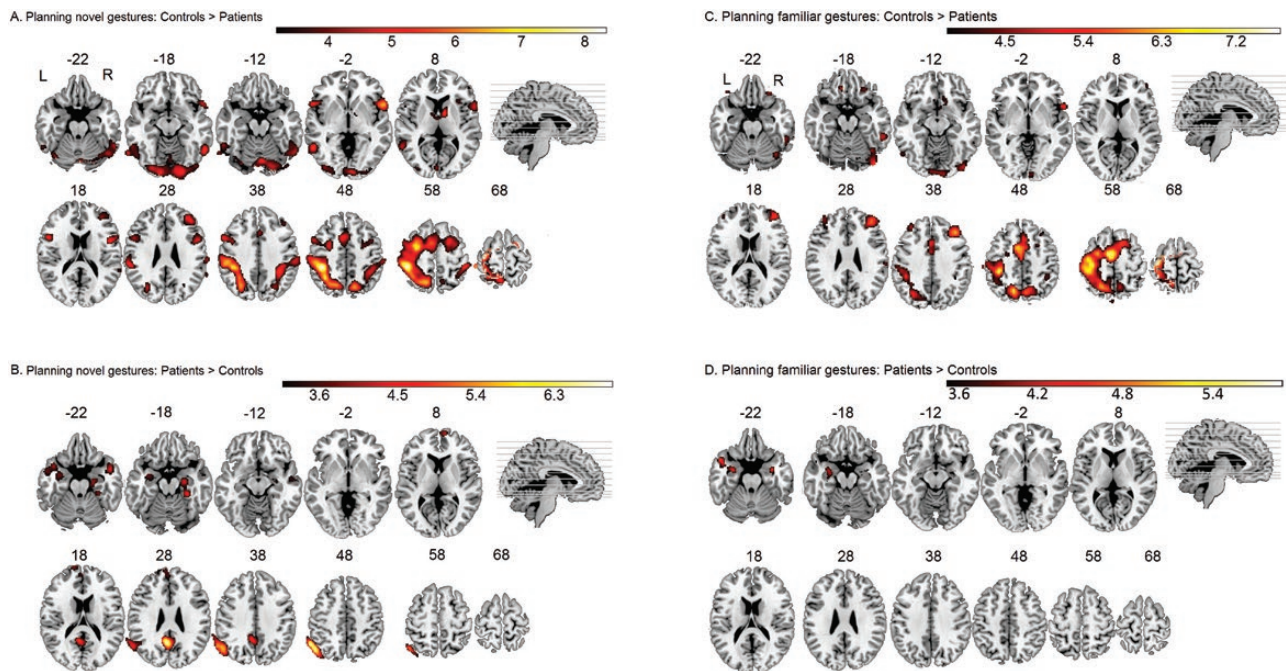 A. Planning novel gestures: Controls > Patients
4 5 6 7 8
-22 -18 -12 -2 8
L R
18 28 38 48 58 68
B. Planning novel gestures: Patients > Controls
3.6 4.5 5.4 6.3
-22 -18 -12 -2 8
18 28 38 48 58 68
C. Planning familiar gestures: Controls > Patients
4.5 5.4 6.3 7.2
-22 -18 -12 -2 8
L R
18 28 38 48 58 68
D. Planning familiar gestures: Patients > Controls
3.6 4.2 4.8 5.4
-22 -18 -12 -2 8
18 28 38 48 58 68